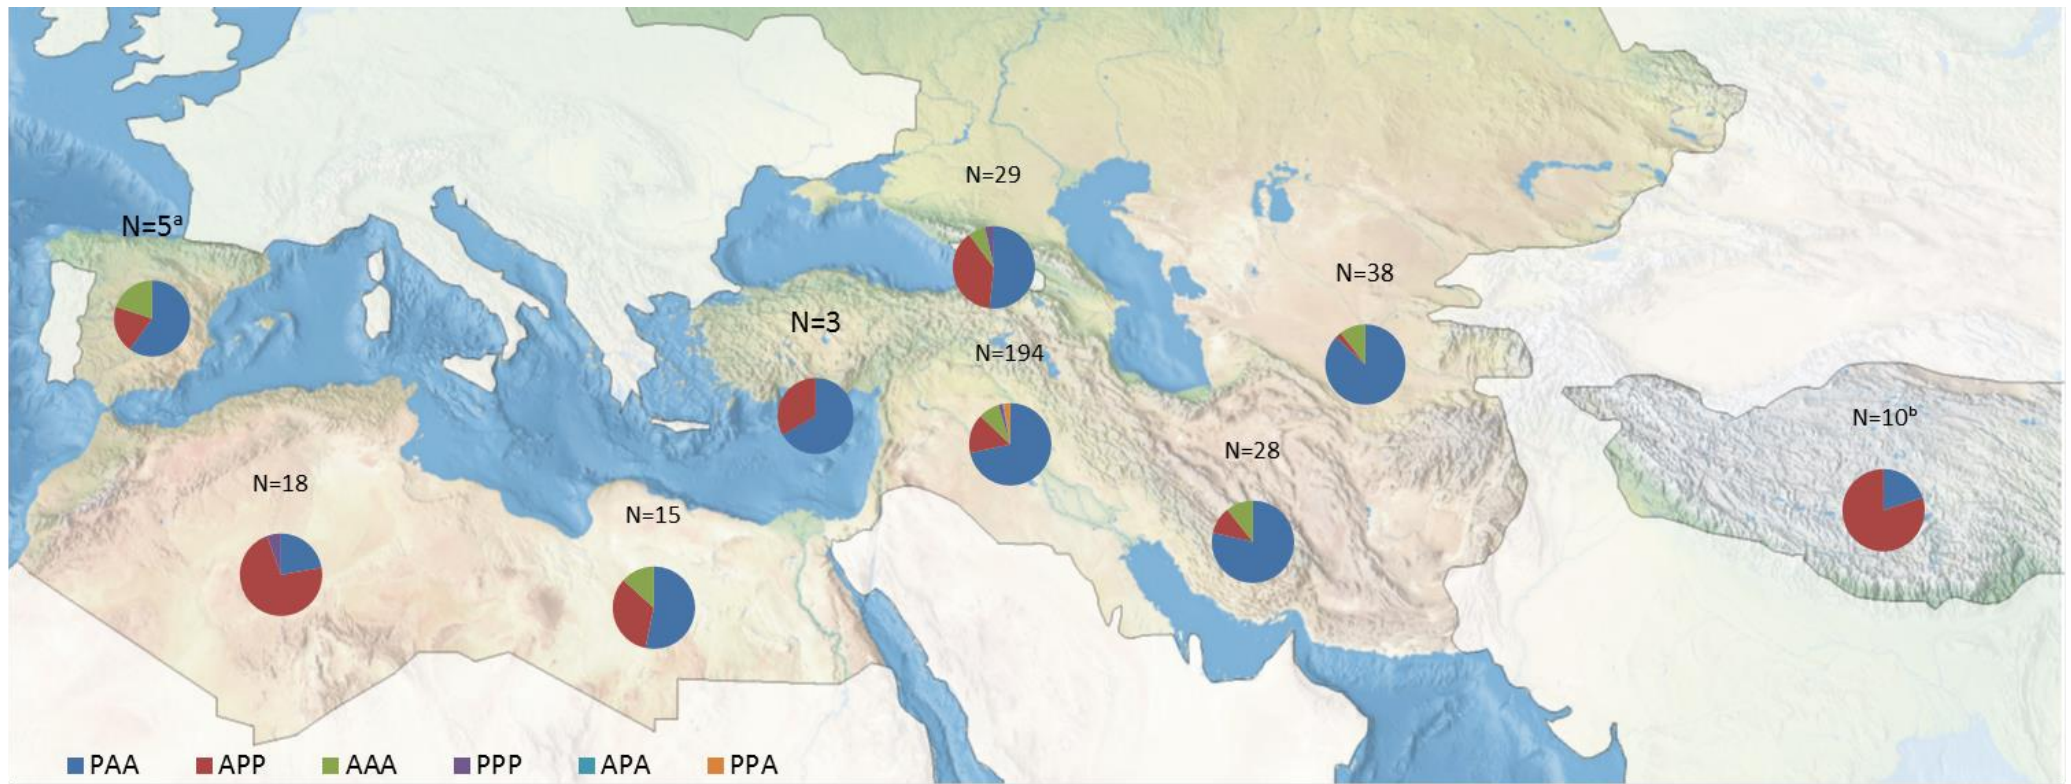 N=29
N=5ª
N=38
N=3
N=194
N=10ᵇ
N=28
N=18
N=15
PAA APP AAA PPP APA PPA